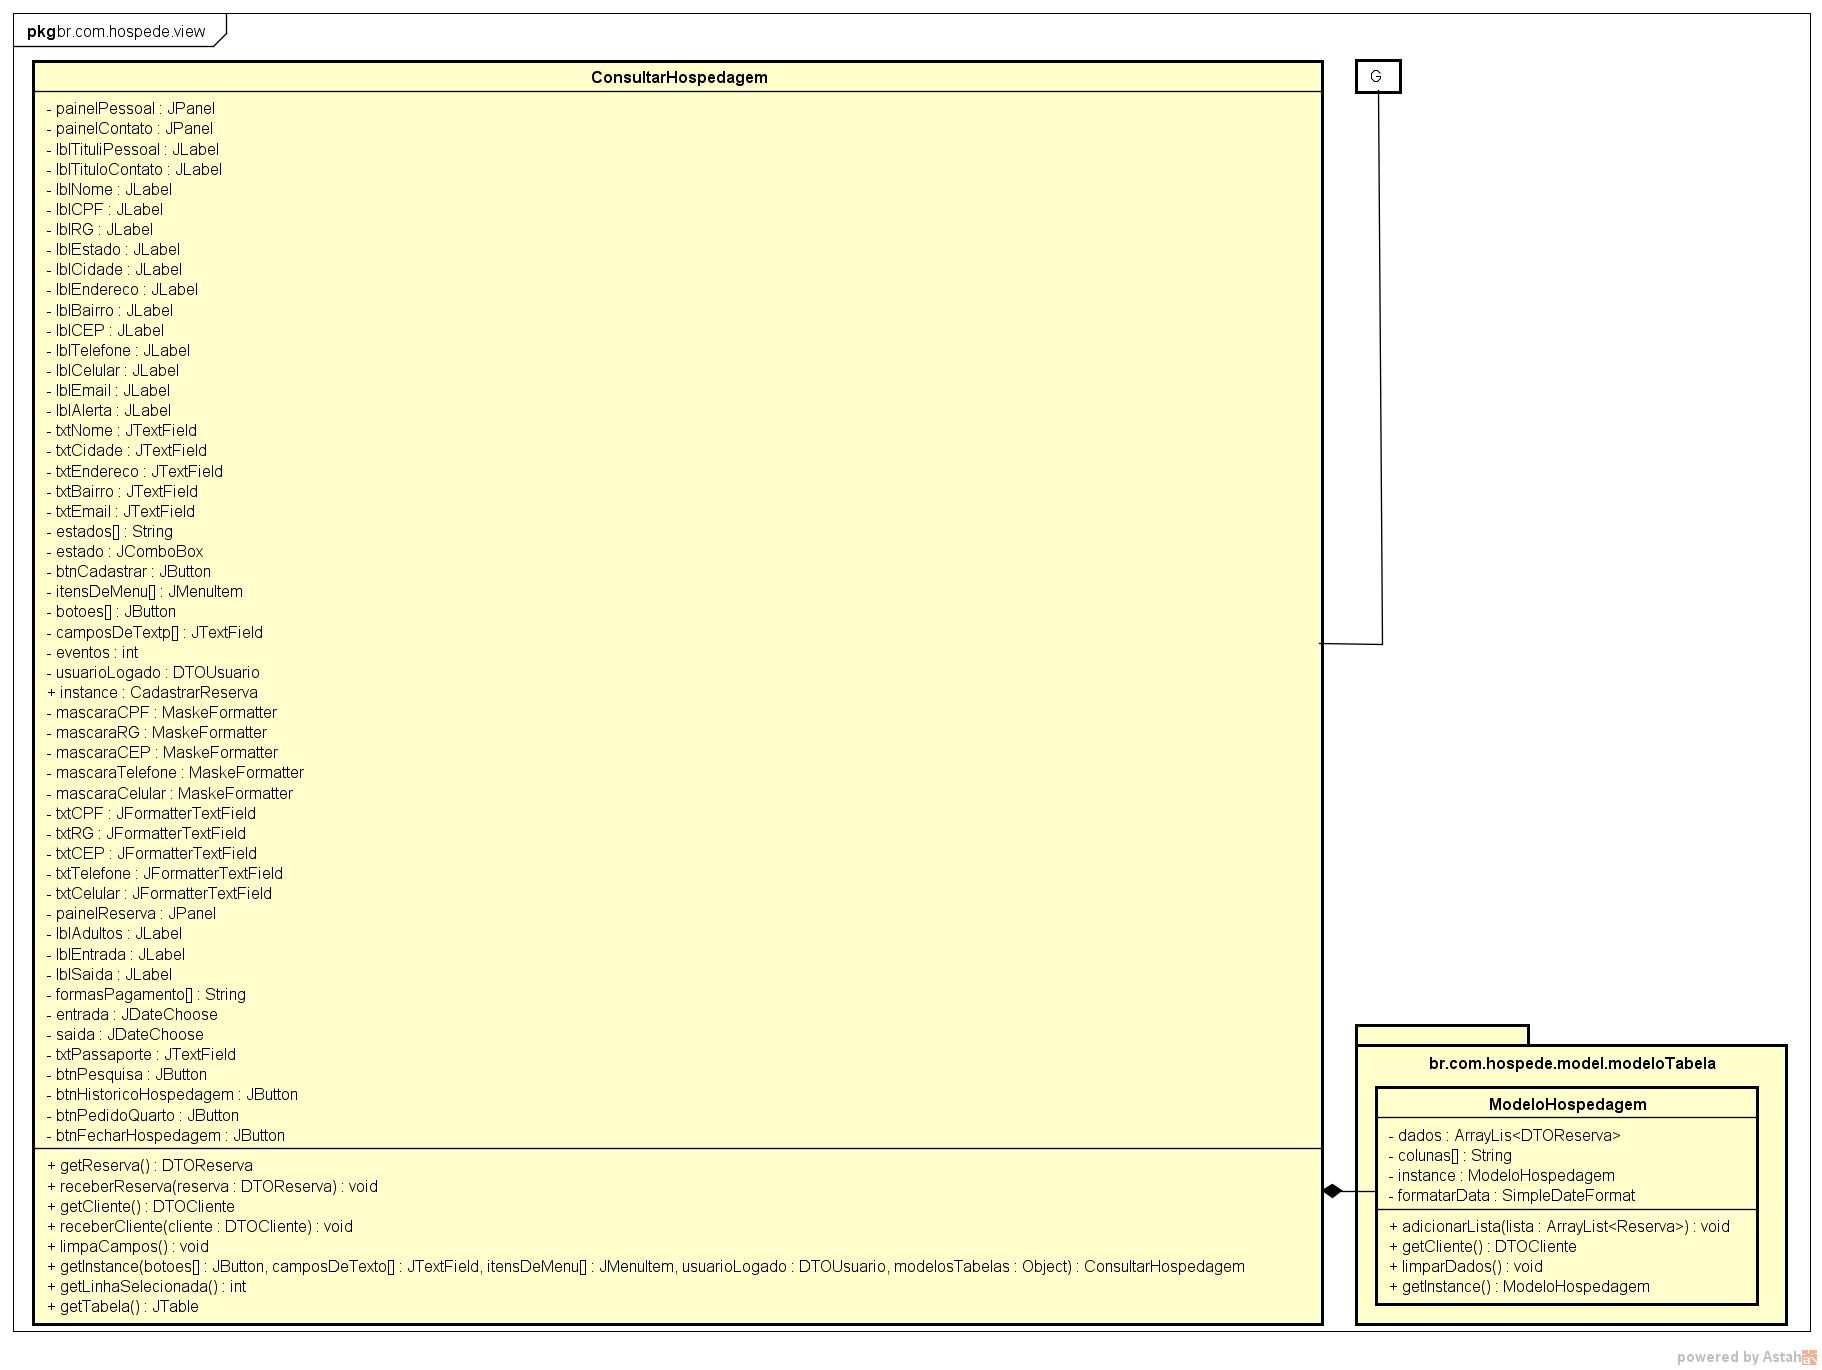 pkg br.com.hospede.view
ConsultarHospedagem
- painelPessoal : JPanel
- painelContato : JPanel
- lblTituliPessoal : JLabel
- lblTituloContato : JLabel
- lblNome : JLabel
- lblCPF : JLabel
- lblRG : JLabel
- lblEstado : JLabel
- lblCidade : JLabel
- lblEndereco : JLabel
- lblBairro : JLabel
- lblCEP : JLabel
- lblTelefone : JLabel
- lblCelular : JLabel
- lblEmail : JLabel
- lblAlerta : JLabel
- txtNome : JTextField
- txtCidade : JTextField
- txtEndereco : JTextField
- txtBairro : JTextField
- txtEmail : JTextField
- estados[] : String
- estado : JComboBox
- btnCadastrar : JButton
- itensDeMenu[] : JMenuItem
- botoes[] : JButton
- camposDeTextp[] : JTextField
- eventos : int
- usuarioLogado : DTOUsuario
+ instance : CadastrarReserva
- mascaraCPF : MaskeFormatter
- mascaraRG : MaskeFormatter
- mascaraCEP : MaskeFormatter
- mascaraTelefone : MaskeFormatter
- mascaraCelular : MaskeFormatter
- txtCPF : JFormatterTextField
- txtRG : JFormatterTextField
- txtCEP : JFormatterTextField
- txtTelefone : JFormatterTextField
- txtCelular : JFormatterTextField
- painelReserva : JPanel
- lblAdultos : JLabel
- lblEntrada : JLabel
- lblSaida : JLabel
- formasPagamento[] : String
- entrada : JDateChoose
- saida : JDateChoose
- txtPassaporte : JTextField
- btnPesquisa : JButton
- btnHistoricoHospedagem : JButton
- btnPedidoQuarto : JButton
- btnFecharHospedagem : JButton
+ getReserva() : DTOReserva
+ receberReserva(reserva : DTOReserva) : void
+ getCliente() : DTOCliente
+ receberCliente(cliente : DTOCliente) : void
+ limpaCampos() : void
+ getInstance(botoes[] : JButton, camposDeTexto[] : JTextField, itensDeMenu[] : JMenuItem, usuarioLogado : DTOUsuario, modelosTabelas : Object) : ConsultarHospedagem
+ getLinhaSelecionada() : int
+ getTabela() : JTable
G
br.com.hospede.model.modeloTabela
ModeloHospedagem
- dados : ArrayLis<DTOReserva>
- colunas[] : String
- instance : ModeloHospedagem
- formatarData : SimpleDateFormat
+ adicionarLista(lista : ArrayList<Reserva>) : void
+ getCliente() : DTOCliente
+ limparDados() : void
+ getInstance() : ModeloHospedagem
powered by Astah